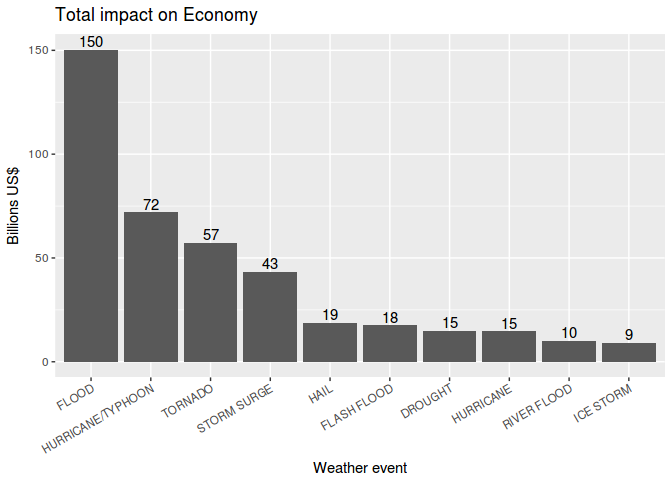 Total impact on Economy
150
72
57
43
19
18
15
15
10
9
150
100
50
0
Billions US$
FLOOD
HURRICANE/TYPHOON
TORNADO
STORM SURGE
HAIL
FLASH FLOOD
DROUGHT
HURRICANE
RIVER FLOOD
ICE STORM
Weather event